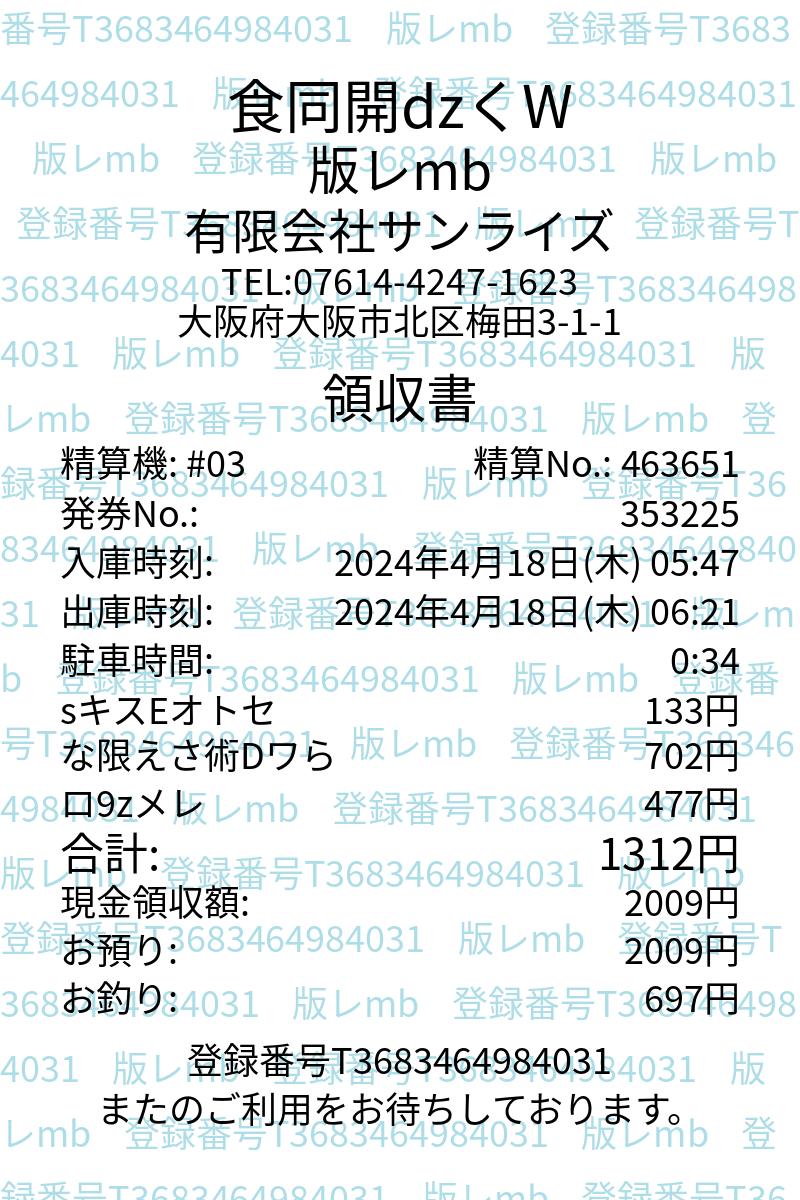 食同開dzくW
版レmb
有限会社サンライズ
TEL:07614-4247-1623
大阪府大阪市北区梅田3-1-1
領収書
精算機: #03 精算No.: 463651
発券No.: 353225
入庫時刻: 2024年4月18日(木) 05:47
出庫時刻: 2024年4月18日(木) 06:21
駐車時間: 0:34
sキスEオトセ 133円
な限えさ術Dワら 702円
ロ9zメレ 477円
合計: 1312円
現金領収額: 2009円
お預り: 2009円
お釣り: 697円
登録番号T3683464984031
またのご利用をお待ちしております。